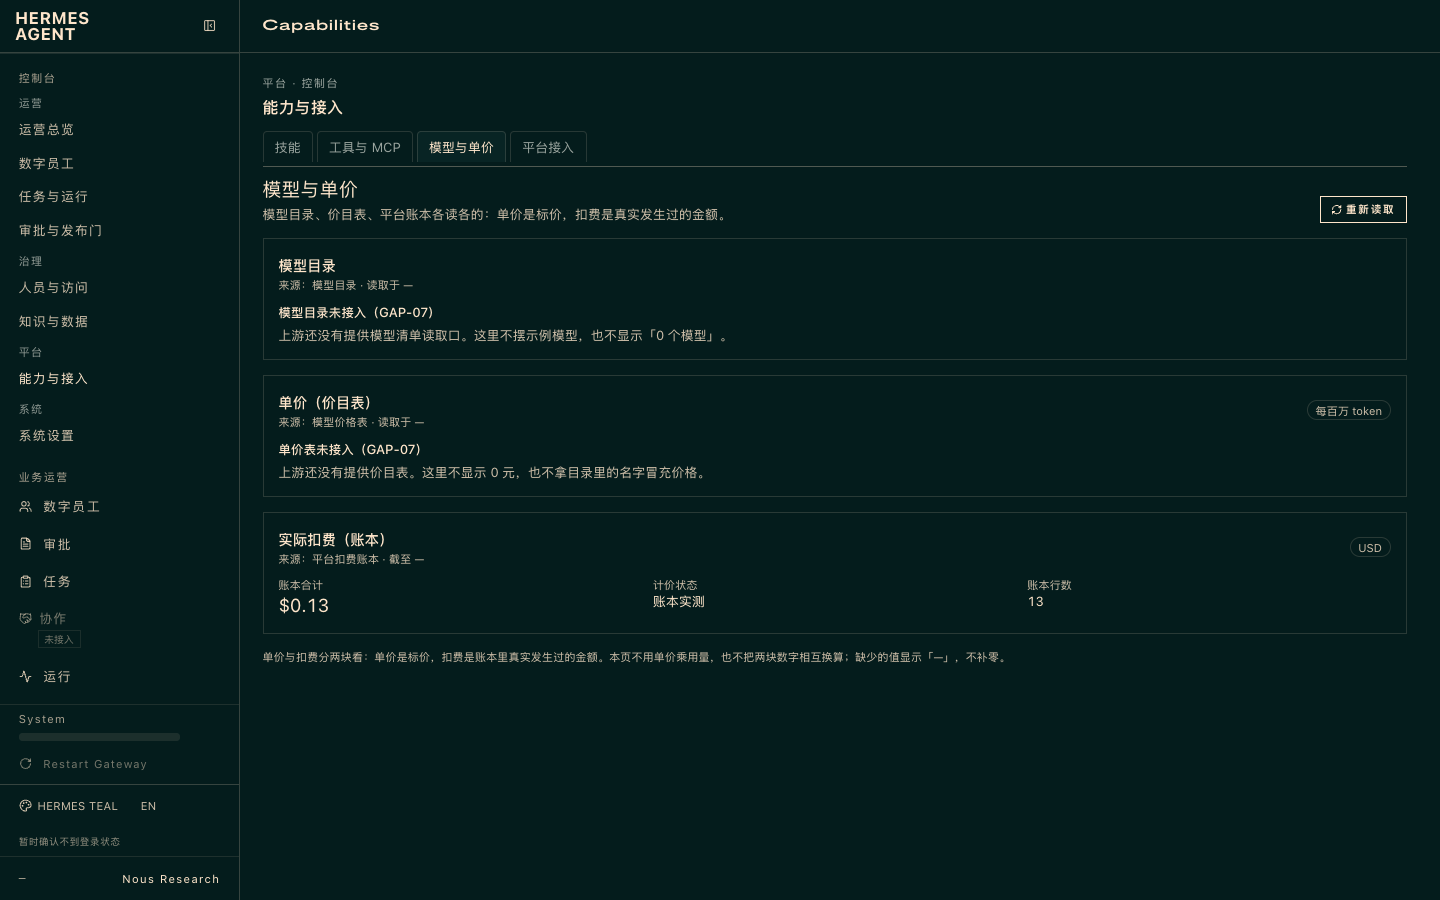 HERMES
AGENT
Capabilities
控制台
运营
运营总览
数字员工
任务与运行
审批与发布门
治理
人员与访问
知识与数据
平台
能力与接入
系统
系统设置
业务运营
数字员工
审批
任务
协作
未接入
运行
System
Restart Gateway
HERMES TEAL EN
暂时确认不到登录状态
— Nous Research
平台 · 控制台
能力与接入
技能 工具与 MCP 模型与单价 平台接入
模型与单价
模型目录、价目表、平台账本各读各的：单价是标价，扣费是真实发生过的金额。
重新读取
模型目录
来源：模型目录 · 读取于 —
模型目录未接入（GAP-07）
上游还没有提供模型清单读取口。这里不摆示例模型，也不显示「0 个模型」。
单价（价目表）
来源：模型价格表 · 读取于 —
每百万 token
单价表未接入（GAP-07）
上游还没有提供价目表。这里不显示 0 元，也不拿目录里的名字冒充价格。
实际扣费（账本）
来源：平台扣费账本 · 截至 —
USD
账本合计 计价状态 账本行数
$0.13 账本实测 13
单价与扣费分两块看：单价是标价，扣费是账本里真实发生过的金额。本页不用单价乘用量，也不把两块数字相互换算；缺少的值显示「—」，不补零。